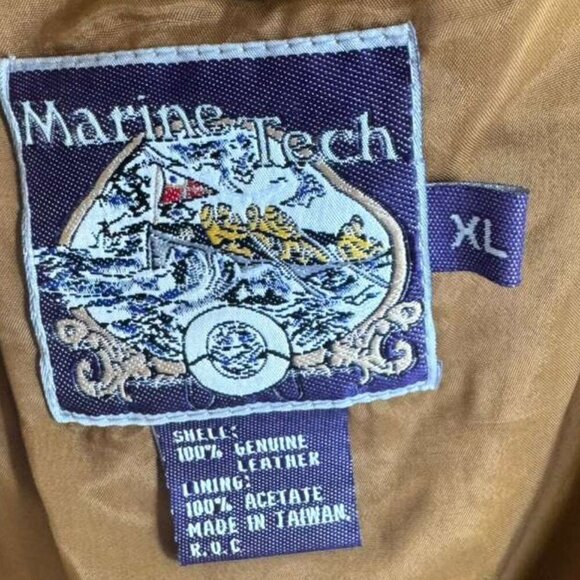 Marine Tech
XL
SHELL:
100% GENUINE
LEATHER
LINING:
100% ACETATE
MADE IN TAIWAN.
R.O.C